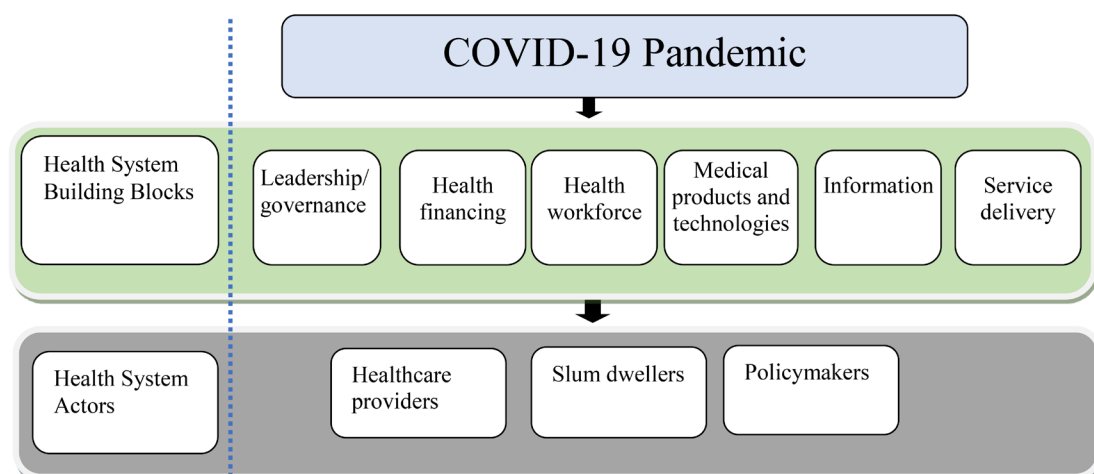 COVID-19 Pandemic
Health System
Building Blocks
Leadership/
governance
Health
financing
Health
workforce
Medical
products and
technologies
Information
Service
delivery
Health System
Actors
Healthcare
providers
Slum dwellers
Policymakers